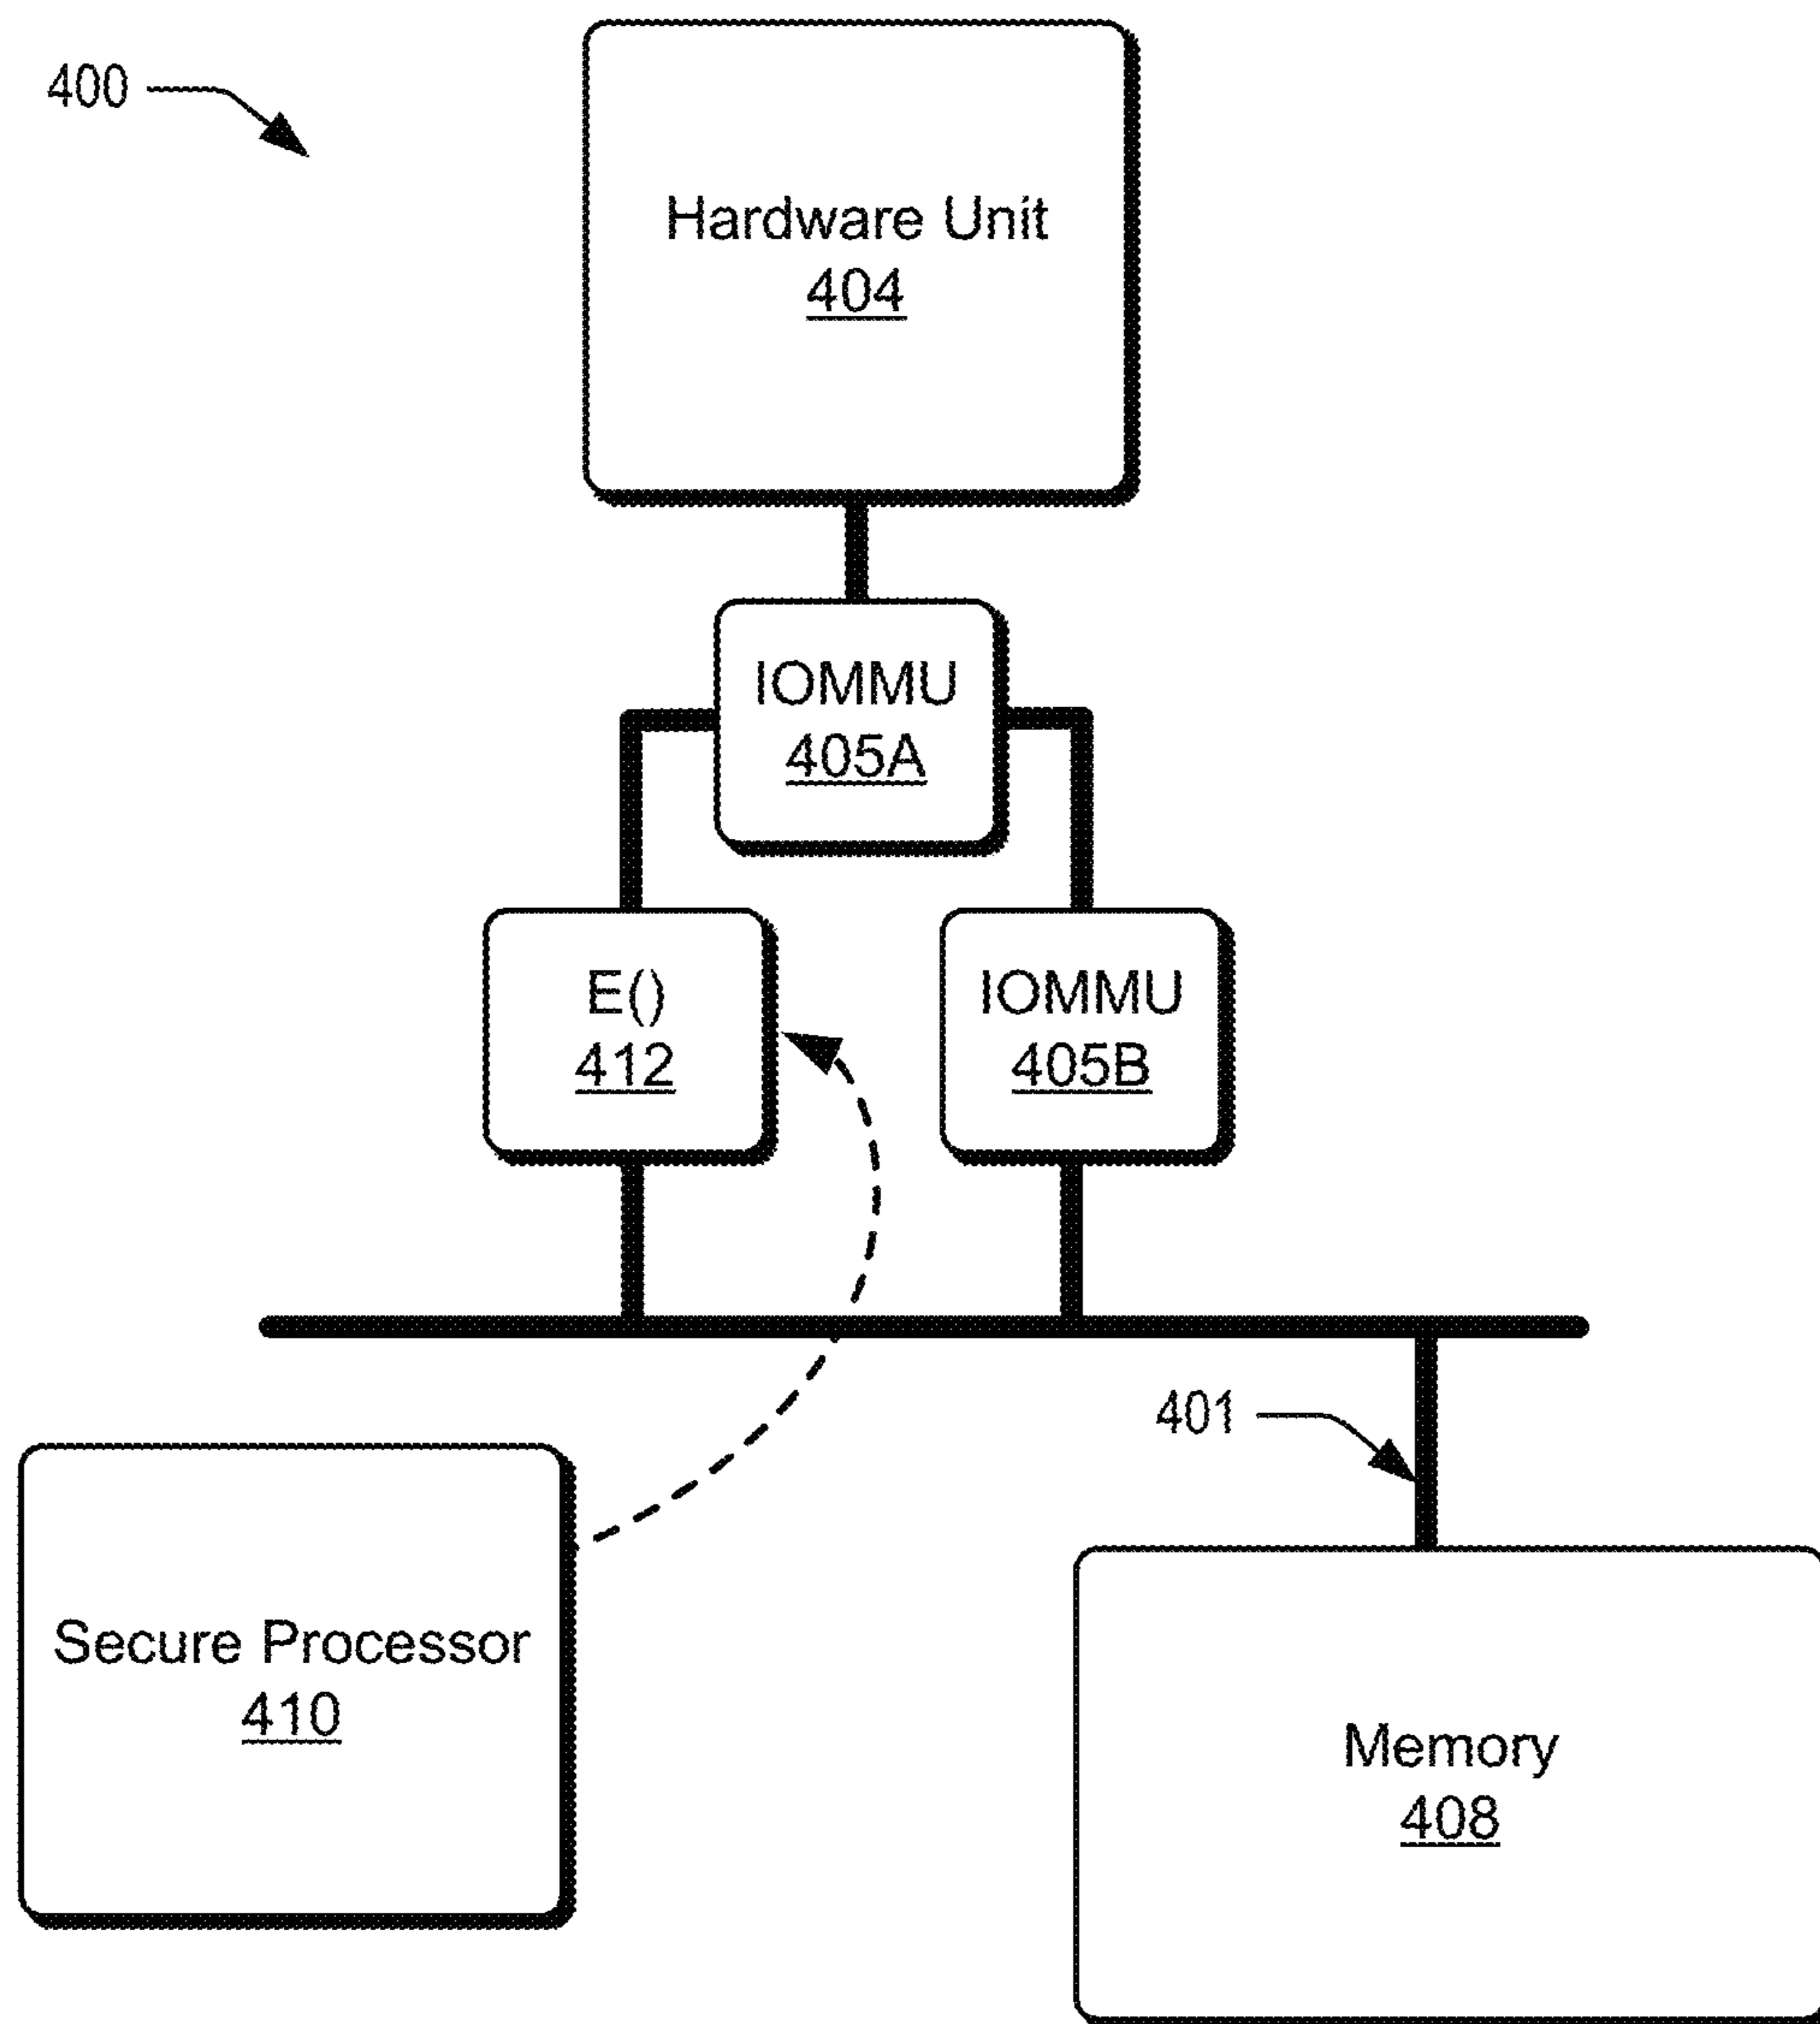 400
Hardware Unit
404
IOMMU
405A
E()
412
IOMMU
405B
401
Secure Processor
410
Memory
408